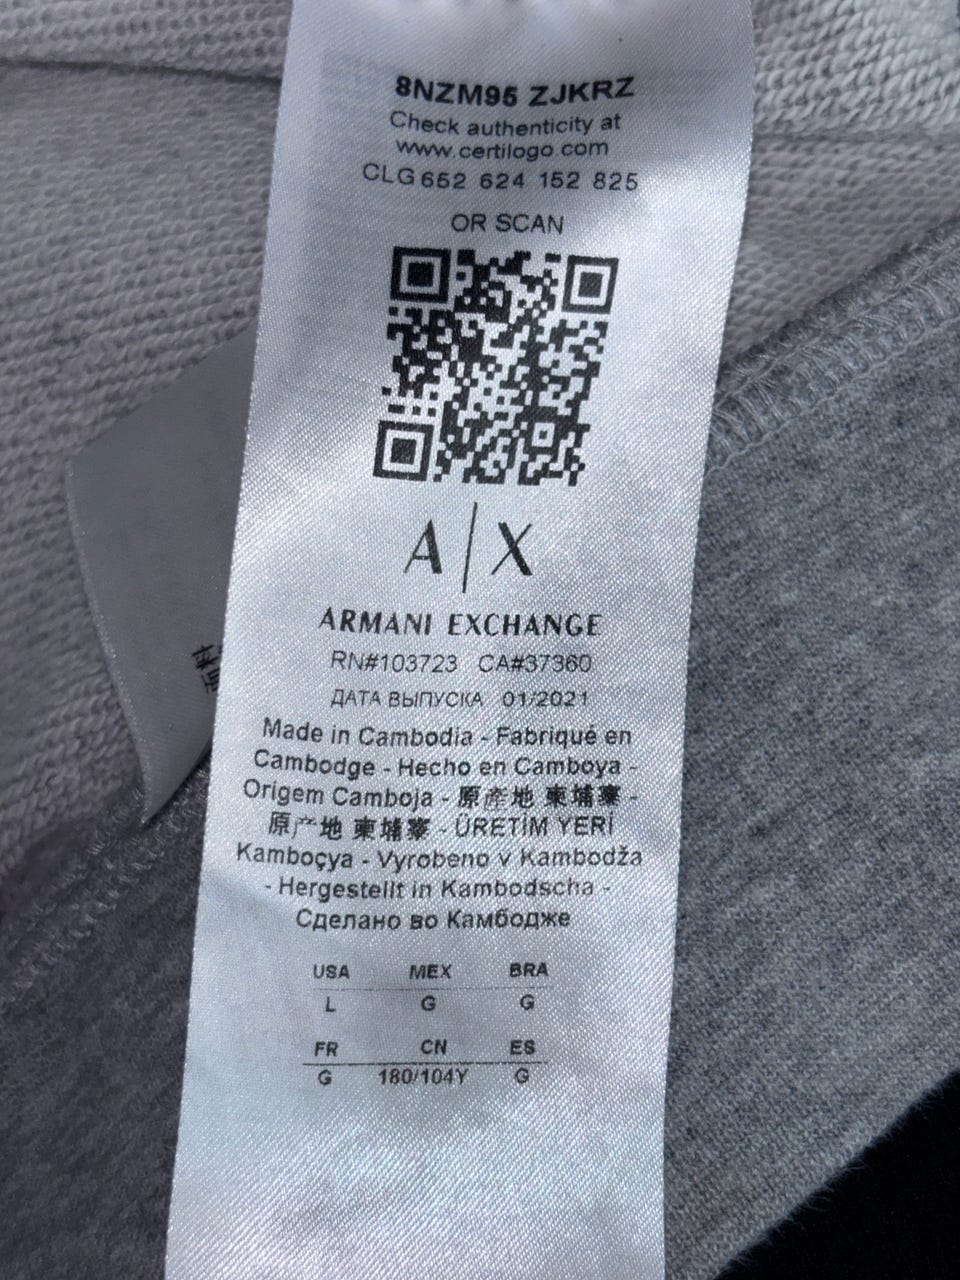 8NZM95 ZJKRZ
Check authenticity at
www.certilogo.com
CLG 652 624 152 825
OR SCAN
A|X
ARMANI EXCHANGE
RN#103723 CA#37360
ДАТА ВЫПУСКА 01/2021
Made in Cambodia - Fabriqué en
Cambodge - Hecho en Camboya -
Origem Camboja - 原産地 柬埔寨 -
原产地 柬埔寨 - ÜRETİM YERİ
Kamboçya - Vyrobeno v Kambodža
- Hergestellt in Kambodscha -
Сделано во Камбодже
USA MEX BRA
L G G
FR CN ES
G 180/104Y G
面料